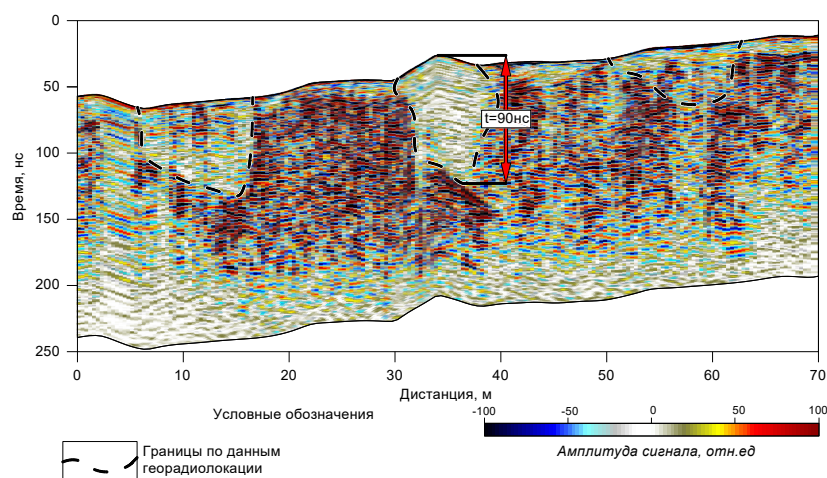 0
50
100
150
200
250
Время, нс
t=90нс
0 10 20 30 40 50 60 70
Дистанция, м
Условные обозначения
-100 -50 0 50 100
Амплитуда сигнала, отн.ед
Границы по данным
георадиолокации